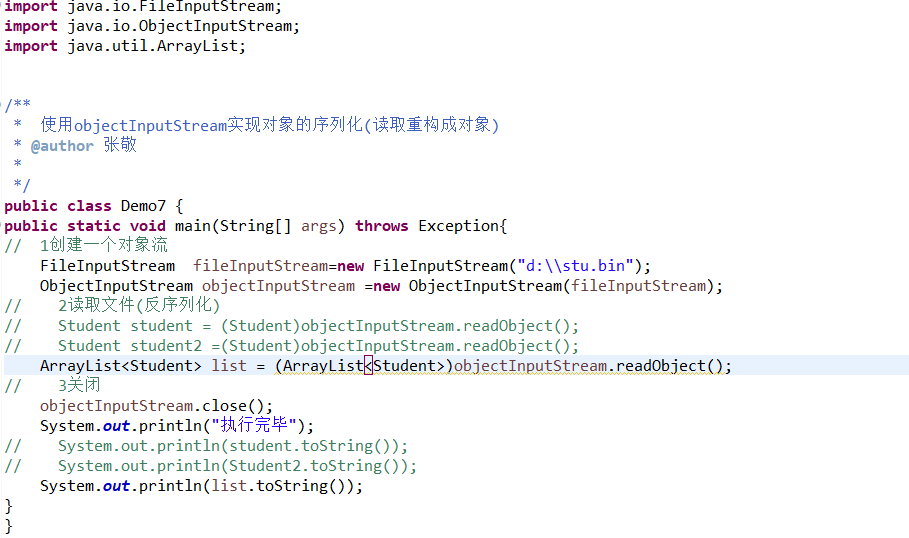 import java.io.FileInputStream;
import java.io.ObjectInputStream;
import java.util.ArrayList;
/**
 *  使用objectInputStream实现对象的序列化(读取重构成对象)
 * @author 张敬
 *
 */
public class Demo7 {
public static void main(String[] args) throws Exception{
//  1创建一个对象流
    FileInputStream  fileInputStream=new FileInputStream("d:\\stu.bin");
    ObjectInputStream objectInputStream =new ObjectInputStream(fileInputStream);
//    2读取文件(反序列化)
//    Student student = (Student)objectInputStream.readObject();
//    Student student2 =(Student)objectInputStream.readObject();
    ArrayList<Student> list = (ArrayList<Student>)objectInputStream.readObject();
//    3关闭
    objectInputStream.close();
    System.out.println("执行完毕");
//    System.out.println(student.toString());
//    System.out.println(Student2.toString());
    System.out.println(list.toString());
}
}